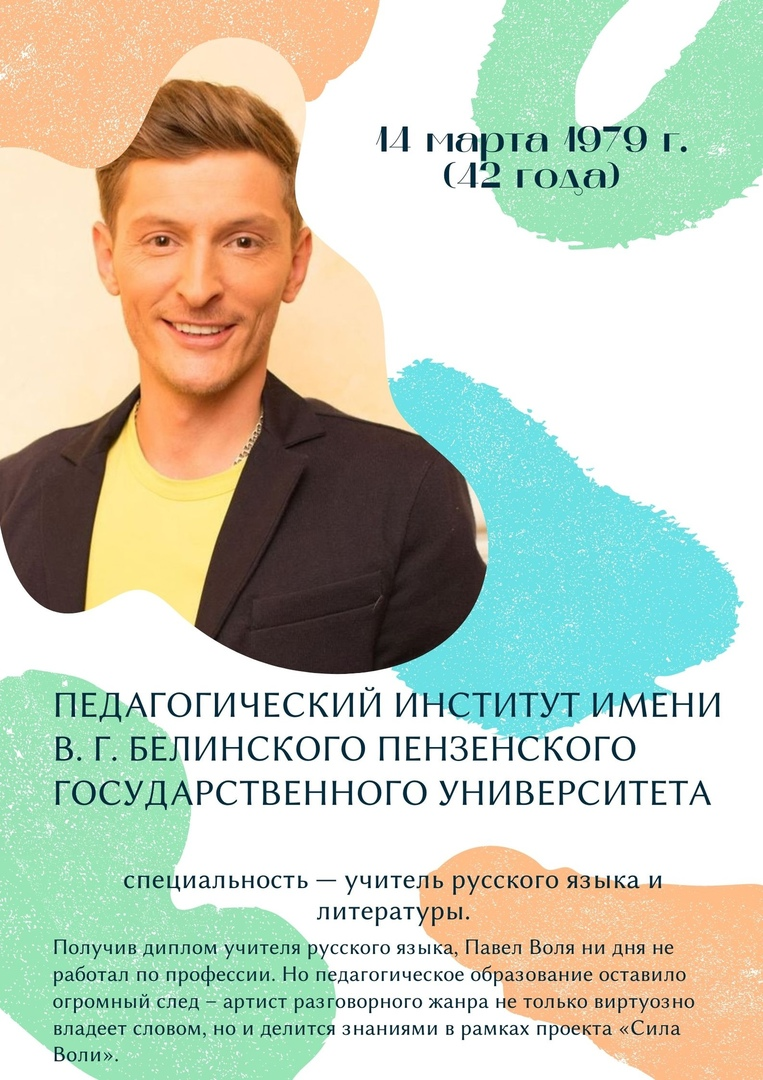 14 марта 1979 г.
(42 года)
ПЕДАГОГИЧЕСКИЙ ИНСТИТУТ ИМЕНИ
В. Г. БЕЛИНСКОГО ПЕНЗЕНСКОГО
ГОСУДАРСТВЕННОГО УНИВЕРСИТЕТА
специальность — учитель русского языка и
литературы.
Получив диплом учителя русского языка, Павел Воля ни дня не
работал по профессии. Но педагогическое образование оставило
огромный след – артист разговорного жанра не только виртуозно
владеет словом, но и делится знаниями в рамках проекта «Сила
Воли».